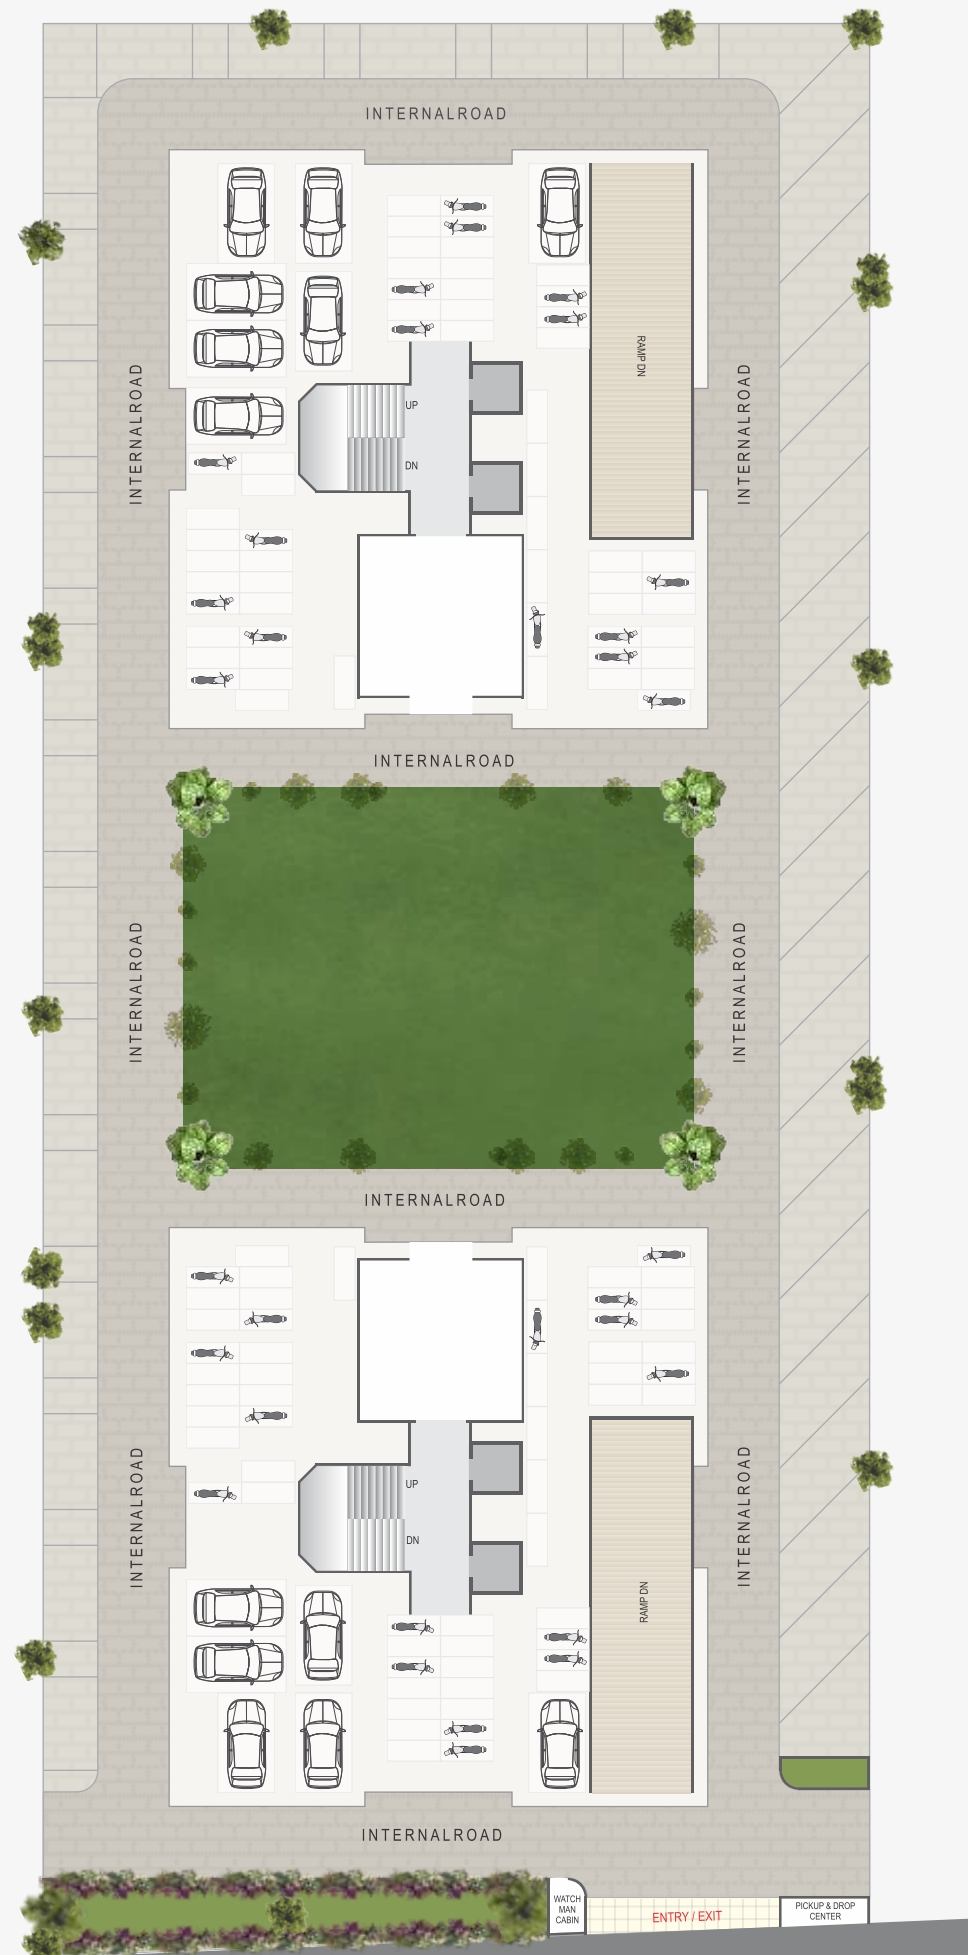 INTERNALROAD
RAMP DN
INTERNALROAD
INTERNALROAD
UP
DN
INTERNALROAD
INTERNALROAD
INTERNALROAD
INTERNALROAD
INTERNALROAD
INTERNALROAD
UP
DN
RAMP DN
INTERNALROAD
INTERNALROAD
WATCH
MAN
CABIN
ENTRY / EXIT
PICKUP & DROP
CENTER